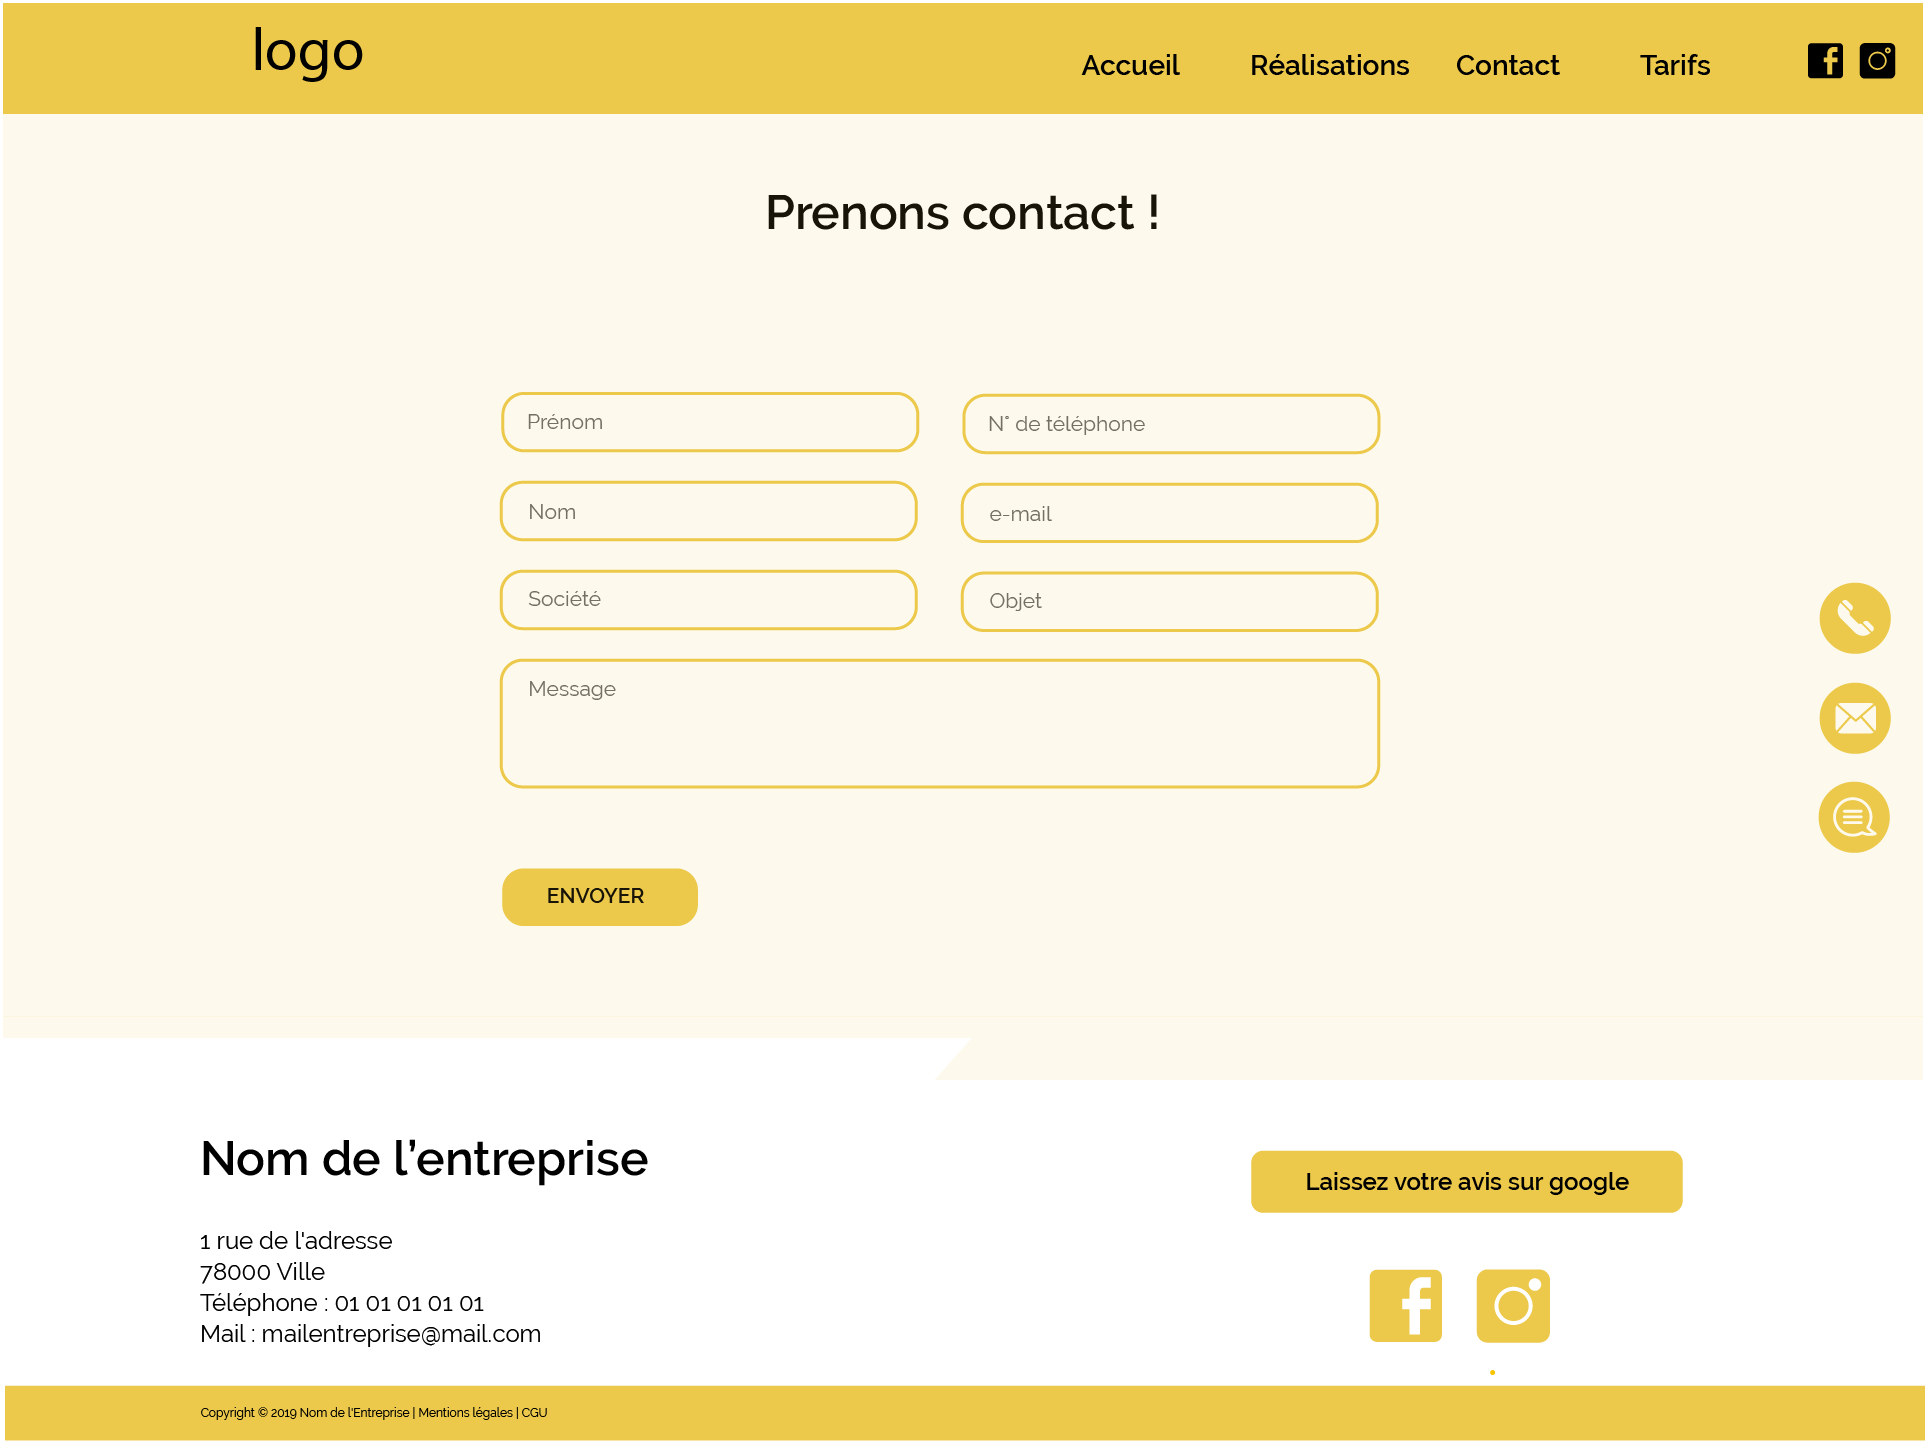 logo
Accueil
Réalisations
Contact
Tarifs
Prenons contact !
Prénom
N° de téléphone
Nom
e-mail
Société
Objet
Message
ENVOYER
Nom de l’entreprise
Laissez votre avis sur google
1 rue de l'adresse
78000 Ville
Téléphone : 01 01 01 01 01
Mail : mailentreprise@mail.com
Copyright © 2019 Nom de l'Entreprise | Mentions légales | CGU